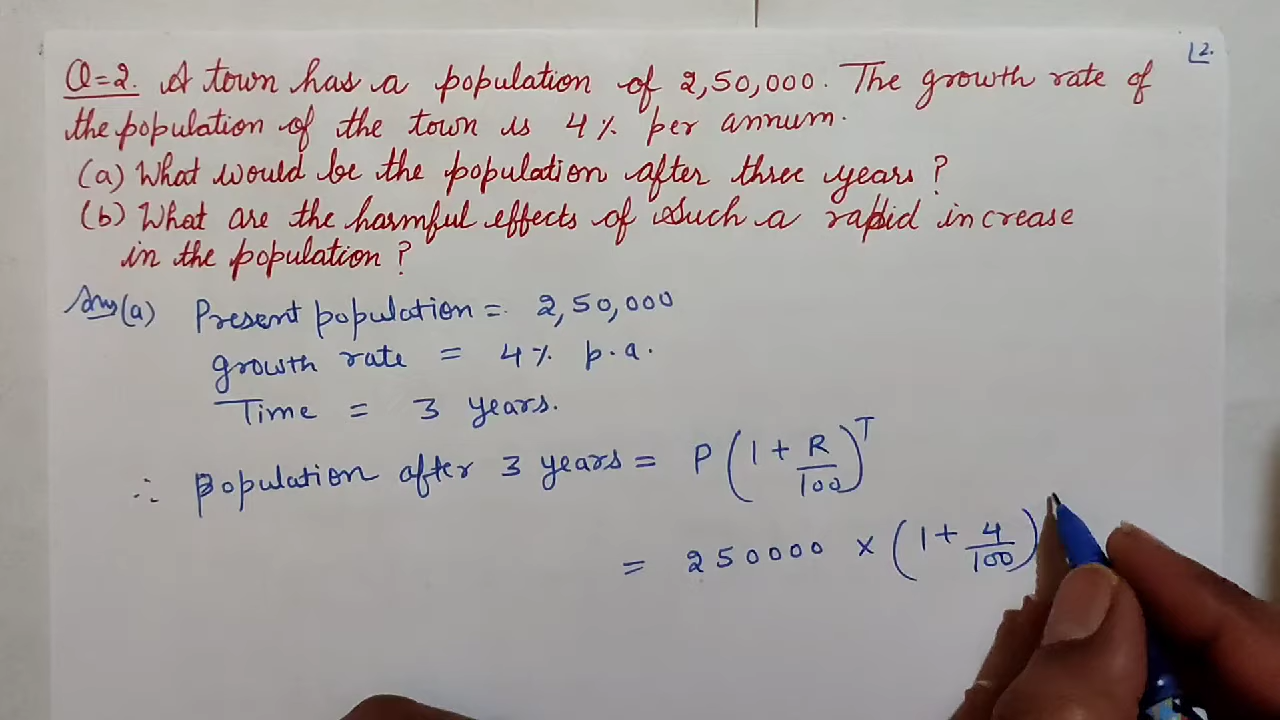 L2.
Q=2. A town has a population of 2,50,000. The growth rate of
the population of the town is 4% per annum.
(a) What would be the population after three years?
(b) What are the harmful effects of such a rapid increase
in the population?
Ans(a) Present population = 2,50,000
growth rate = 4% p.a.
Time = 3 years.
∴ Population after 3 years = P(1 + R/100)^T
= 250000 × (1 + 4/100)